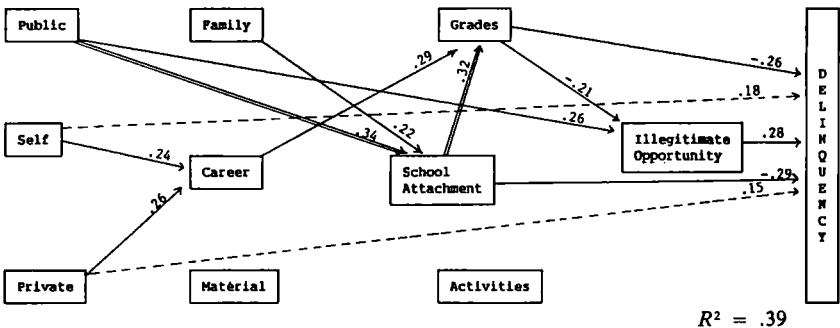 Public
Family
Grades
.29
.32
-.26
-.21
.18
.26
.34
.22
Self
.24
Career
School
Attachment
Illegitimate
Opportunity
.28
-.29
.15
.26
DELINQUENCY
Private
Material
Activities
R² = .39